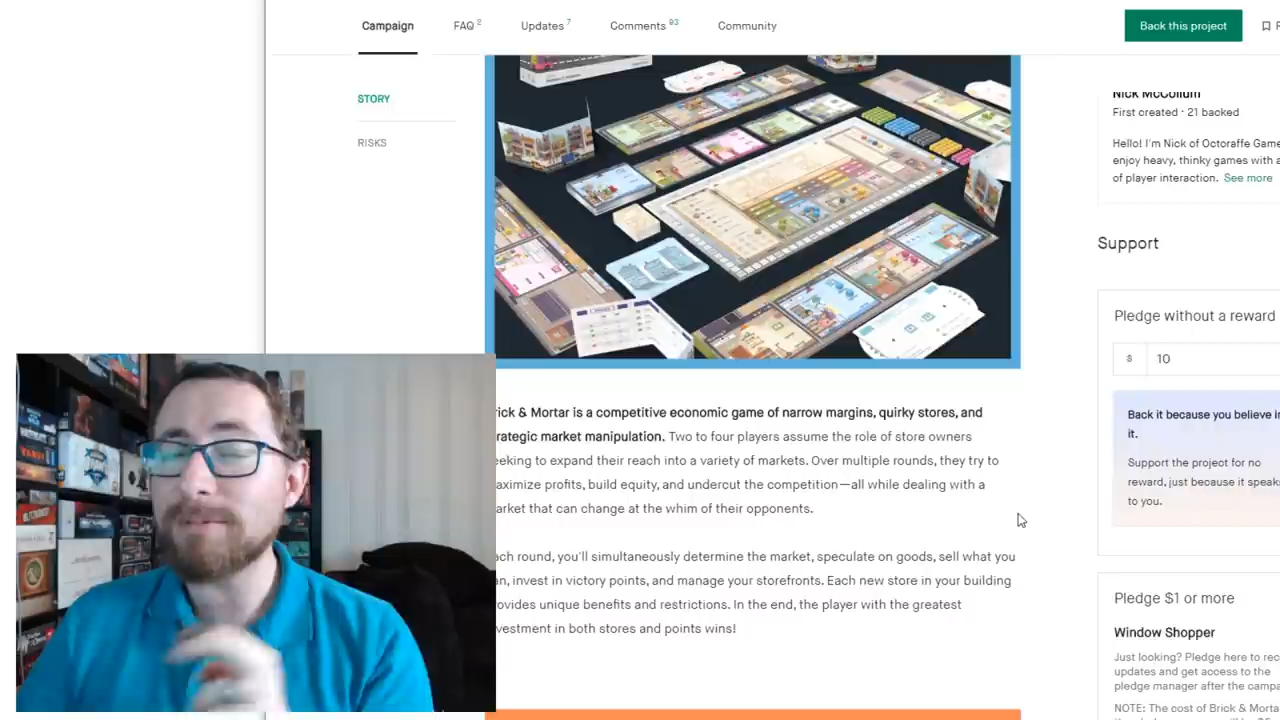 Campaign
FAQ 2
Updates 7
Comments 93
Community
Back this project
STORY
RISKS
Nick McCollum
First created · 21 backed
Hello! I'm Nick of Octoraffe Game
enjoy heavy, thinky games with a
of player interaction. See more
Support
Pledge without a reward
$ 10
Back it because you believe in
it.
Support the project for no
reward, just because it speaks
to you.
rick & Mortar is a competitive economic game of narrow margins, quirky stores, and
rategic market manipulation. Two to four players assume the role of store owners
eeking to expand their reach into a variety of markets. Over multiple rounds, they try to
aximize profits, build equity, and undercut the competition—all while dealing with a
arket that can change at the whim of their opponents.
ach round, you'll simultaneously determine the market, speculate on goods, sell what you
an, invest in victory points, and manage your storefronts. Each new store in your building
rovides unique benefits and restrictions. In the end, the player with the greatest
vestment in both stores and points wins!
Pledge $1 or more
Window Shopper
Just looking? Pledge here to rec
updates and get access to the
pledge manager after the campa
NOTE: The cost of Brick & Morta